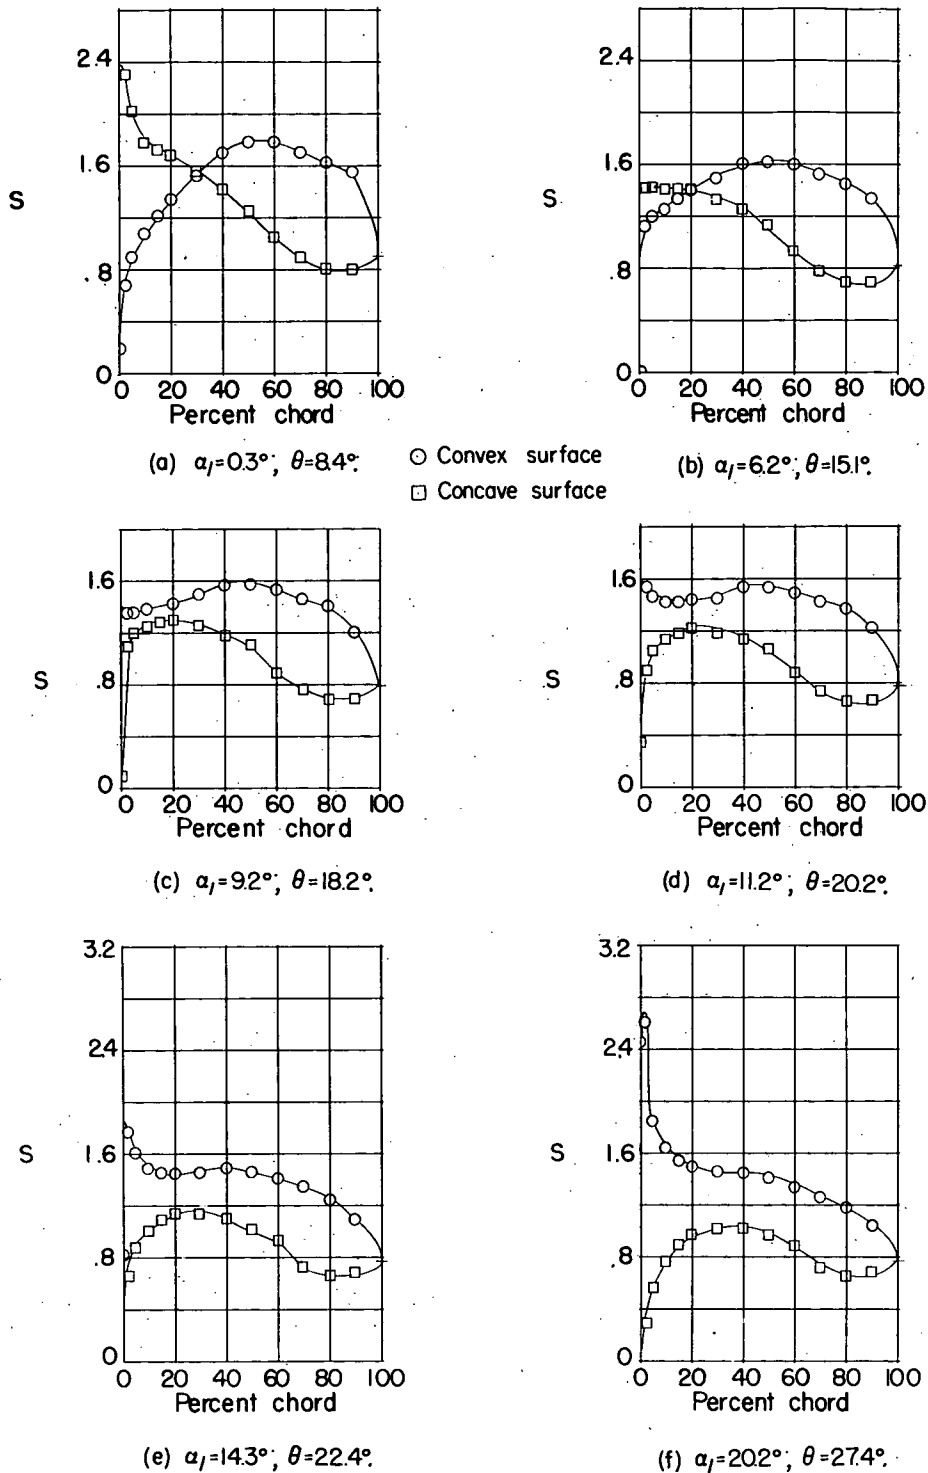 2.4
1.6
S
.8
0
0 20 40 60 80 100
Percent chord
(a) α₁=0.3°; θ=8.4°.
2.4
1.6
S
.8
0
0 20 40 60 80 100
Percent chord
(b) α₁=6.2°; θ=15.1°.
Convex surface
Concave surface
1.6
S
.8
0
0 20 40 60 80 100
Percent chord
(c) α₁=9.2°; θ=18.2°.
1.6
S
.8
0
0 20 40 60 80 100
Percent chord
(d) α₁=11.2°; θ=20.2°.
3.2
2.4
S
1.6
.8
0
0 20 40 60 80 100
Percent chord
(e) α₁=14.3°; θ=22.4°.
3.2
2.4
S
1.6
.8
0
0 20 40 60 80 100
Percent chord
(f) α₁=20.2°; θ=27.4°.